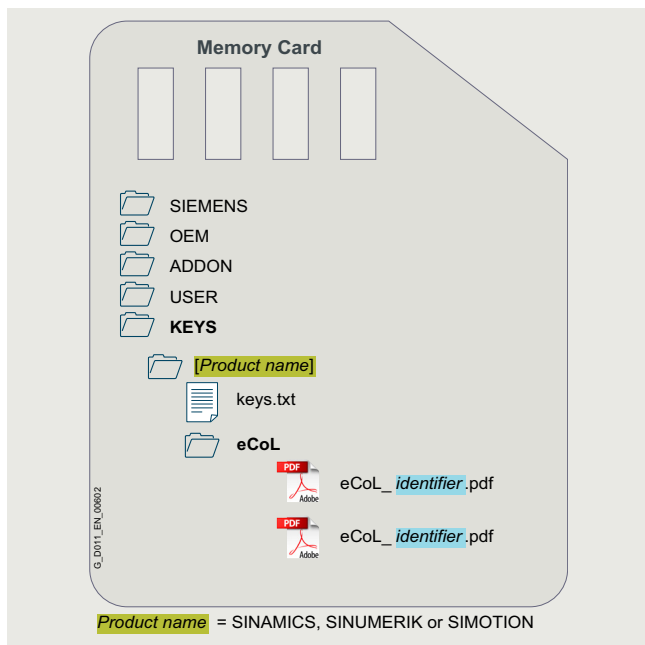 Memory Card
SIEMENS
OEM
ADDON
USER
KEYS
[Product name]
keys.txt
eCoL
PDF
Adobe
eCoL_ identifier.pdf
PDF
Adobe
eCoL_ identifier.pdf
G_D011_EN_00602
Product name = SINAMICS, SINUMERIK or SIMOTION